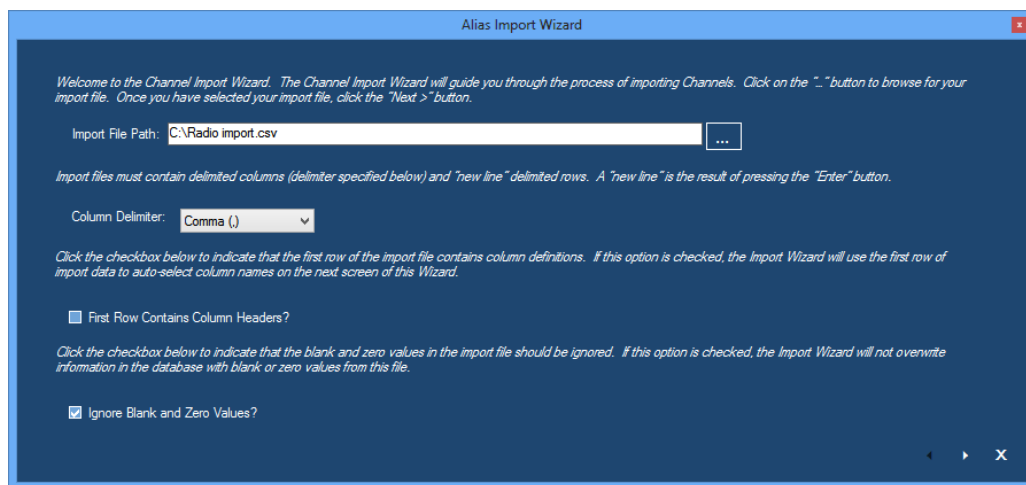 Alias Import Wizard
x
Welcome to the Channel Import Wizard. The Channel Import Wizard will guide you through the process of importing Channels. Click on the "..." button to browse for your
import file. Once you have selected your import file, click the "Next >" button.
Import File Path: C:\Radio import.csv ...
Import files must contain delimited columns (delimiter specified below) and "new line" delimited rows. A "new line" is the result of pressing the "Enter" button.
Column Delimiter: Comma (,)
Click the checkbox below to indicate that the first row of the import file contains column definitions. If this option is checked, the Import Wizard will use the first row of
import data to auto-select column names on the next screen of this Wizard.
First Row Contains Column Headers?
Click the checkbox below to indicate that the blank and zero values in the import file should be ignored. If this option is checked, the Import Wizard will not overwrite
information in the database with blank or zero values from this file.
Ignore Blank and Zero Values?
X